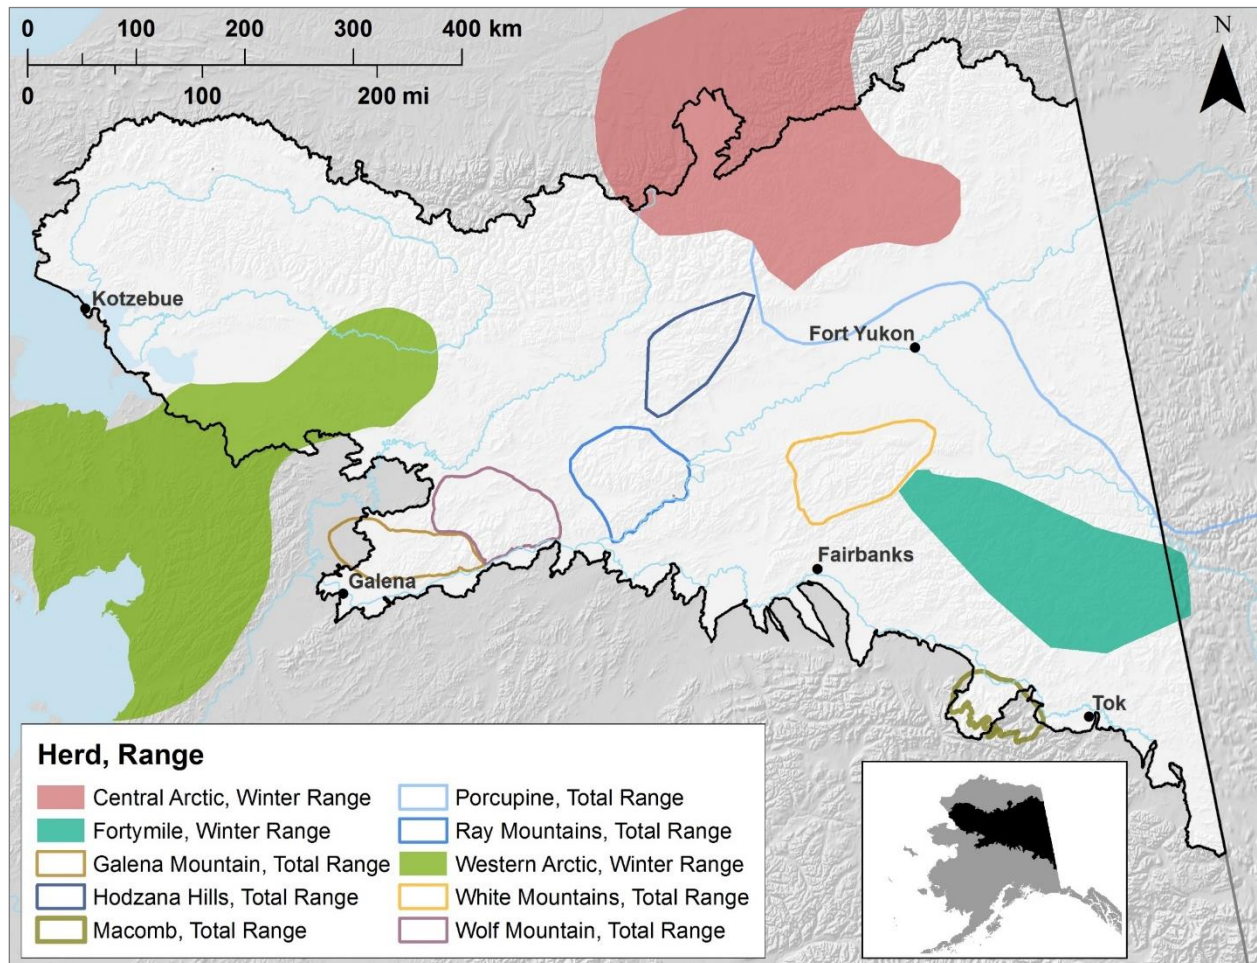 0 100 200 300 400 km
0 100 200 mi
N
Kotzebue
Fort Yukon
Fairbanks
Galena
Tok
Herd, Range
Central Arctic, Winter Range
Fortymile, Winter Range
Galena Mountain, Total Range
Hodzana Hills, Total Range
Macomb, Total Range
Porcupine, Total Range
Ray Mountains, Total Range
Western Arctic, Winter Range
White Mountains, Total Range
Wolf Mountain, Total Range